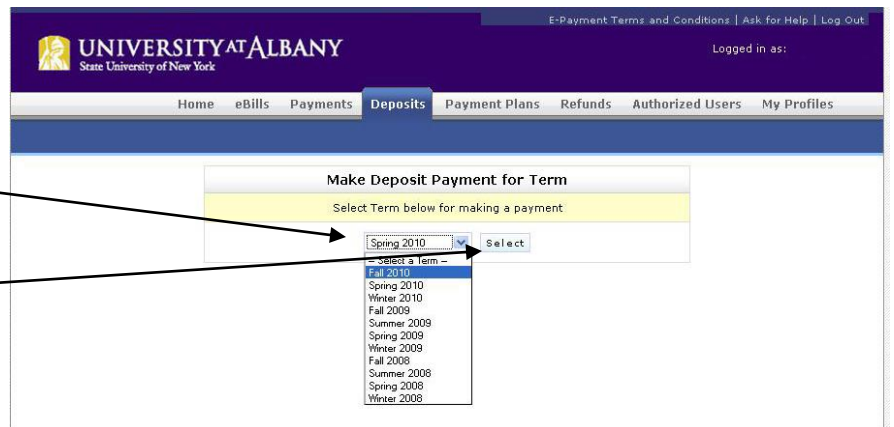 E-Payment Terms and Conditions | Ask for Help | Log Out
UNIVERSITY AT ALBANY
State University of New York
Logged in as:
Home eBills Payments Deposits Payment Plans Refunds Authorized Users My Profiles
Make Deposit Payment for Term
Select Term below for making a payment
Spring 2010 Select
-- Select a Term --
Fall 2010
Spring 2010
Winter 2010
Fall 2009
Summer 2009
Spring 2009
Winter 2009
Fall 2008
Summer 2008
Spring 2008
Winter 2008